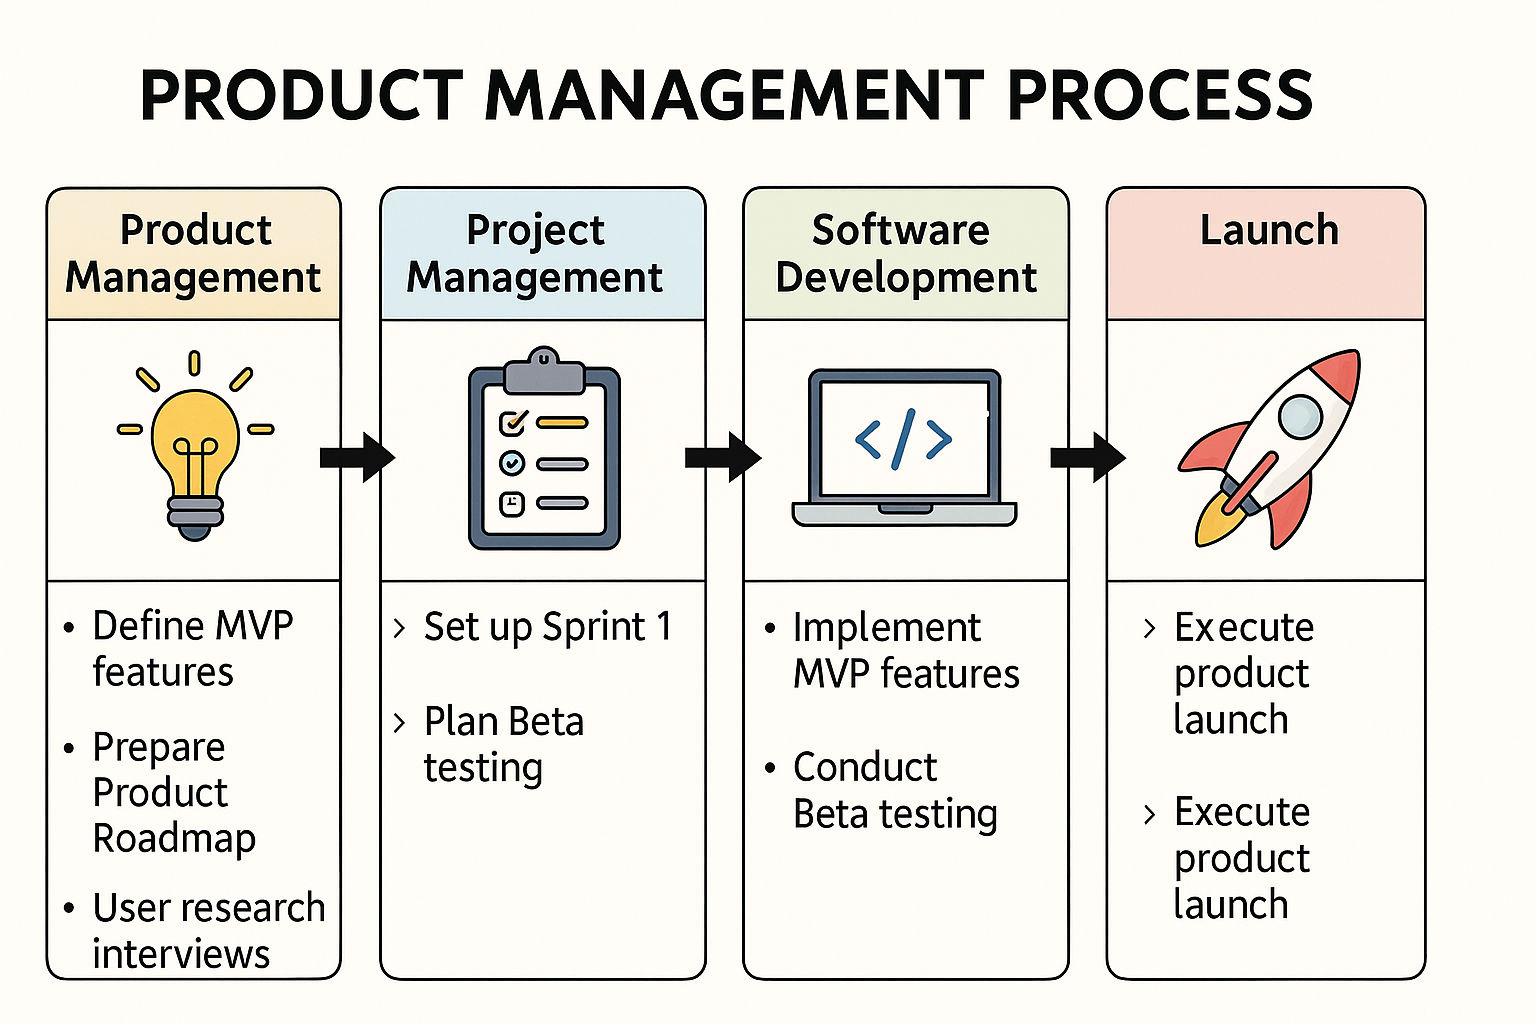 PRODUCT MANAGEMENT PROCESS
Product
Management
• Define MVP
features
• Prepare
Product
Roadmap
• User research
interviews
Project
Management
› Set up Sprint 1
› Plan Beta
testing
Software
Development
</>
• Implement
MVP features
• Conduct
Beta testing
Launch
› Execute
product
launch
› Execute
product
launch